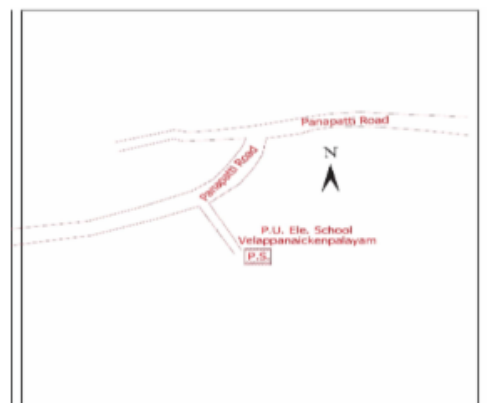 Panapatti Road
Panapatti Road
N
P.U. Ele. School
Velappanaickenpalayam
P.S.